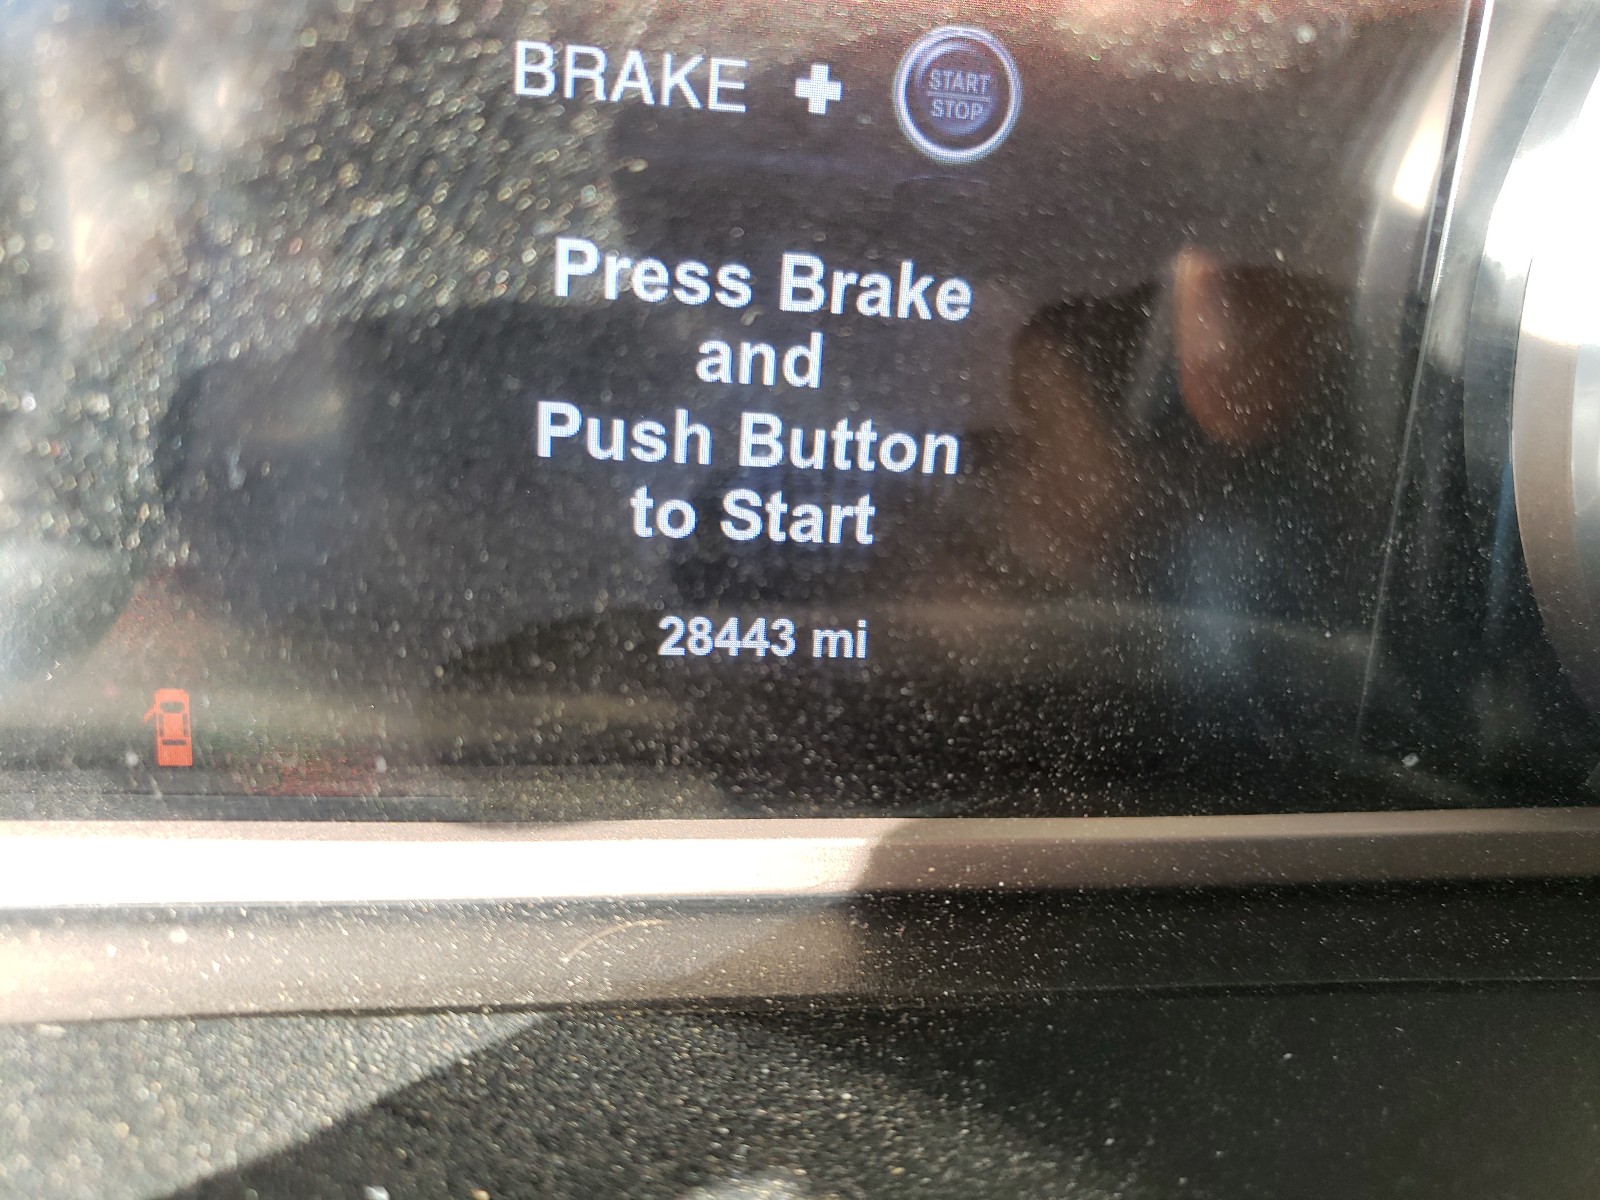 BRAKE +
START
STOP
Press Brake
and
Push Button
to Start
28443 mi